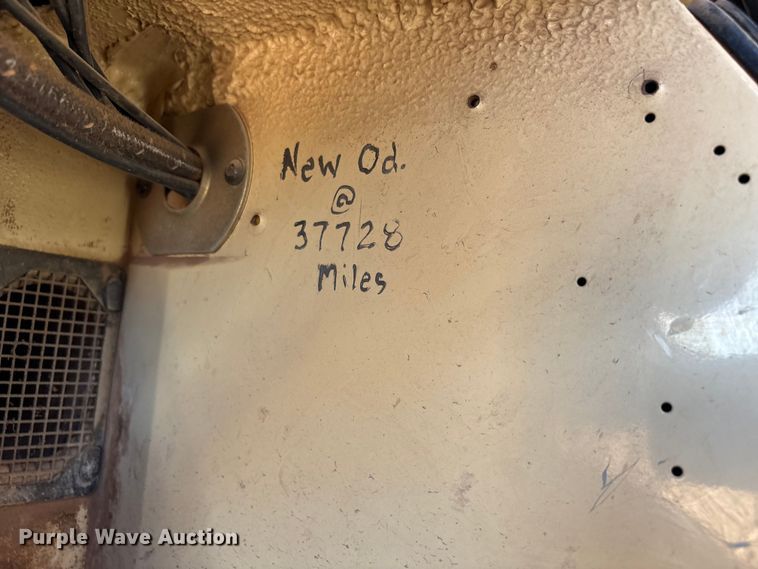 New Od.
@
37728
Miles
Purple Wave Auction